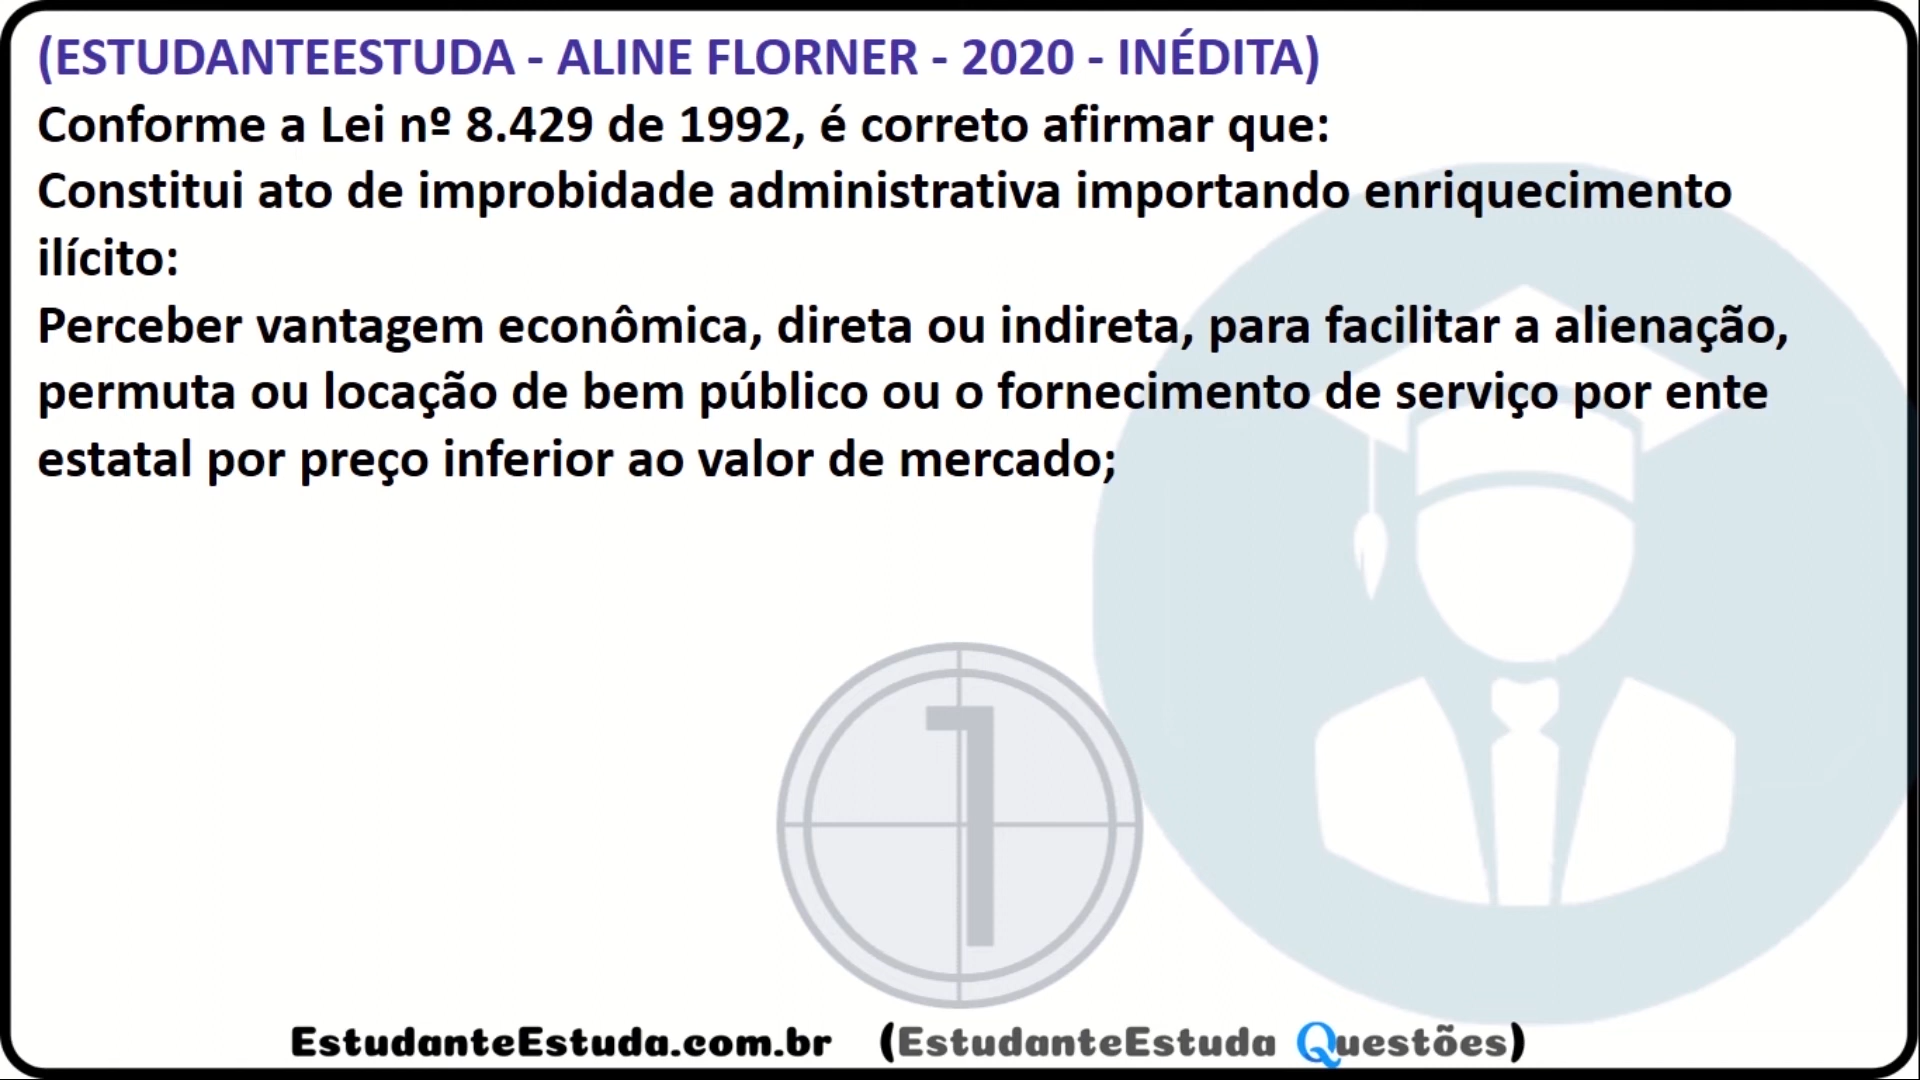 (ESTUDANTEESTUDA - ALINE FLORNER - 2020 - INÉDITA)
Conforme a Lei nº 8.429 de 1992, é correto afirmar que:
Constitui ato de improbidade administrativa importando enriquecimento
ilícito:
Perceber vantagem econômica, direta ou indireta, para facilitar a alienação,
permuta ou locação de bem público ou o fornecimento de serviço por ente
estatal por preço inferior ao valor de mercado;
1
EstudanteEstuda.com.br (EstudanteEstuda Questões)